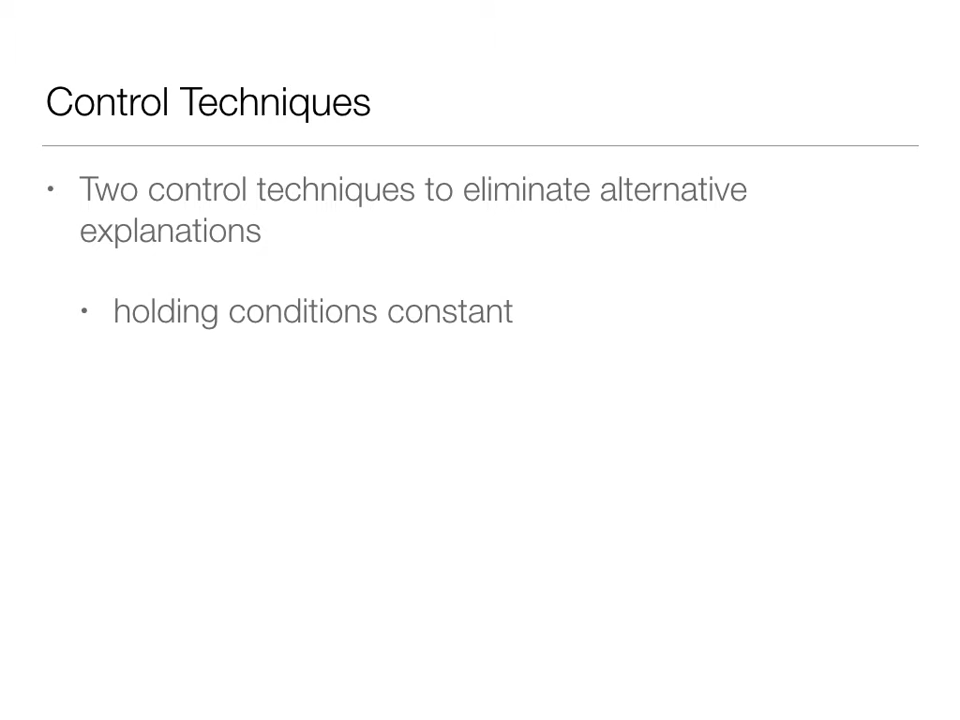 Control Techniques
• Two control techniques to eliminate alternative
explanations
• holding conditions constant